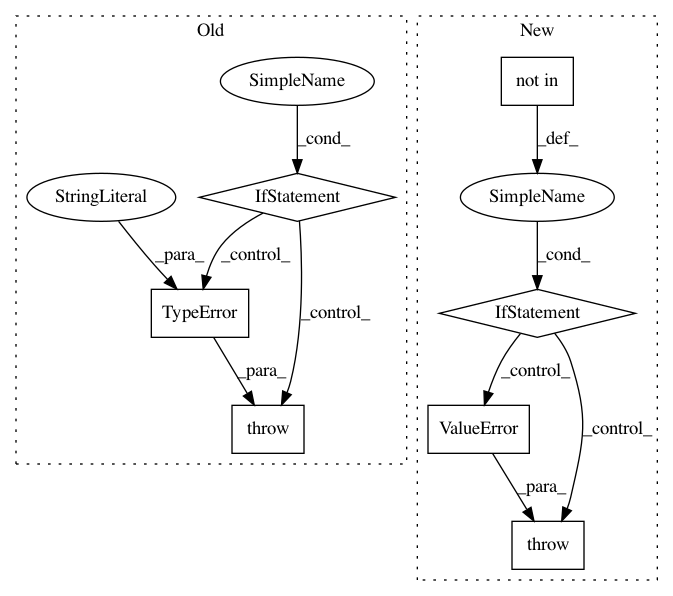 Old
New
SimpleName
not in
_cond_
_def_
StringLiteral
IfStatement
SimpleName
_para_
_control_
_cond_
_control_
TypeError
IfStatement
_para_
_control_
_control_
throw
ValueError
_para_
throw